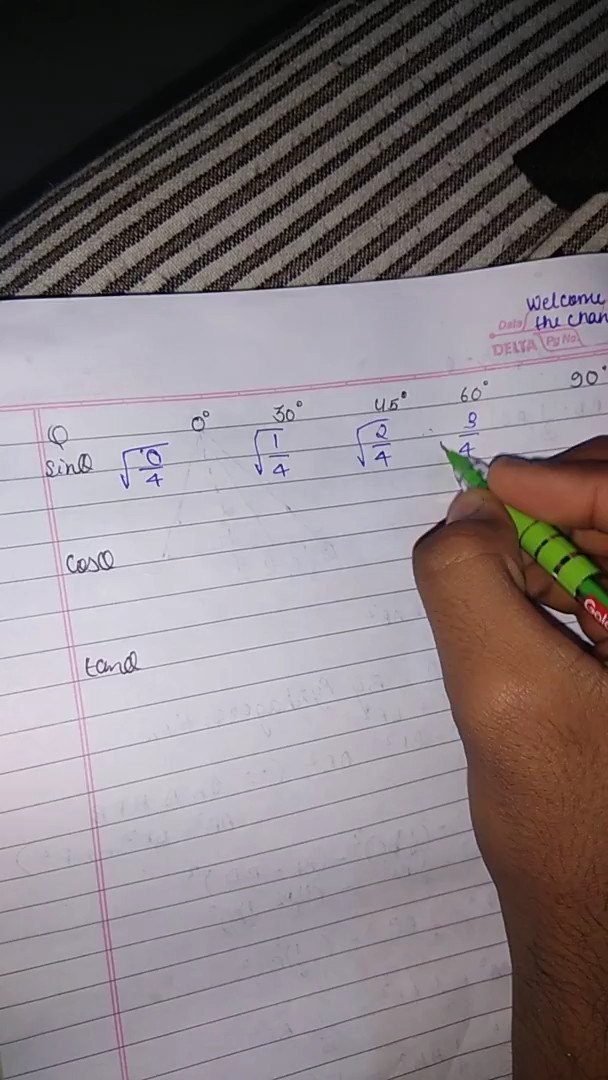 Welcome
the chan
Date
DELTA Pg No.
θ 0° 30° 45° 60° 90°
sinθ √0/4 √1/4 √2/4 3/4
cosθ
tanθ